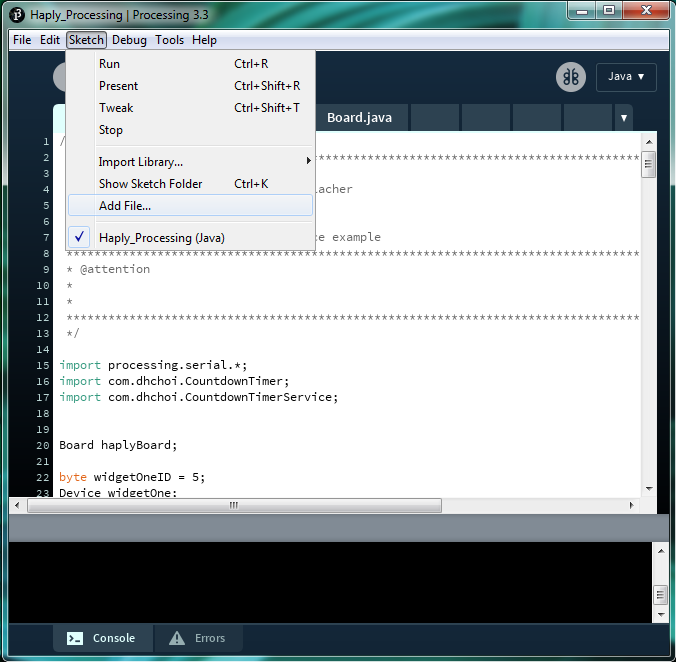 Haply_Processing | Processing 3.3
File Edit Sketch Debug Tools Help
Run Ctrl+R
Present Ctrl+Shift+R
Tweak Ctrl+Shift+T
Stop
Import Library...
Show Sketch Folder Ctrl+K
Add File...
✓ Haply_Processing (Java)
Java ▼
Board.java ▼
1 /
2 **********************************************
3
4 lacher
5
6
7 example
8 **********************************************************************************
9 * @attention
10 *
11 *
12 **********************************************************************************
13 */
14
15 import processing.serial.*;
16 import com.dhchoi.CountdownTimer;
17 import com.dhchoi.CountdownTimerService;
18
19
20 Board haplyBoard;
21
22 byte widgetOneID = 5;
23 Device widgetOne;
Console
Errors